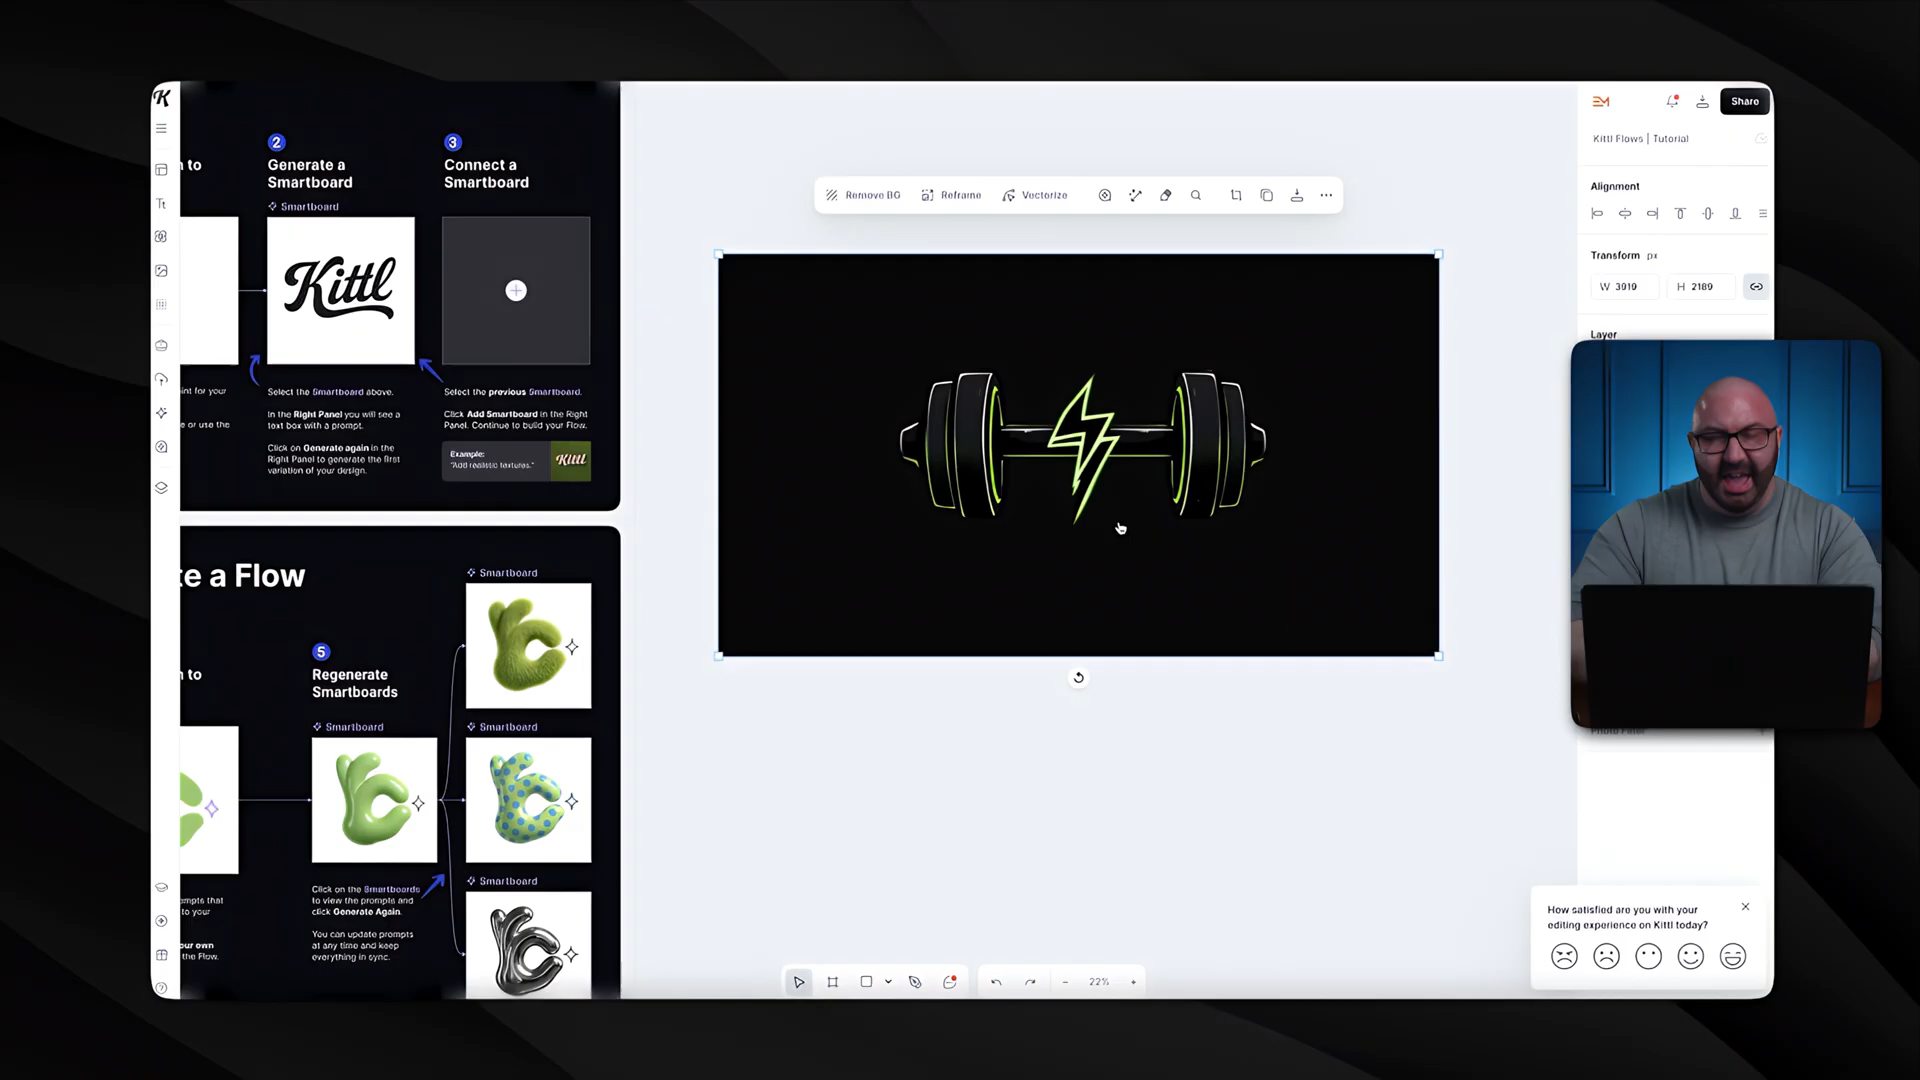 K
Tt
n to
2
Generate a
Smartboard
Smartboard
Kittl
Select the Smartboard above.
In the Right Panel you will see a
text box with a prompt.
Click on Generate again in the
Right Panel to generate the first
variation of your design.
int for your
e or use the
3
Connect a
Smartboard
Select the previous Smartboard.
Click Add Smartboard in the Right
Panel. Continue to build your Flow.
Example:
"Add realistic textures."
Kittl
te a Flow
n to
5
Regenerate
Smartboards
Smartboard
Smartboard
Smartboard
Smartboard
Click on the Smartboards
to view the prompts and
click Generate Again.
You can update prompts
at any time and keep
everything in sync.
mpts that
to your
our own
the Flow.
Remove BG
Reframe
Vectorize
22%
EM
Share
Kittl Flows | Tutorial
Alignment
Transform px
W 3919
H 2189
Layer
How satisfied are you with your
editing experience on Kittl today?